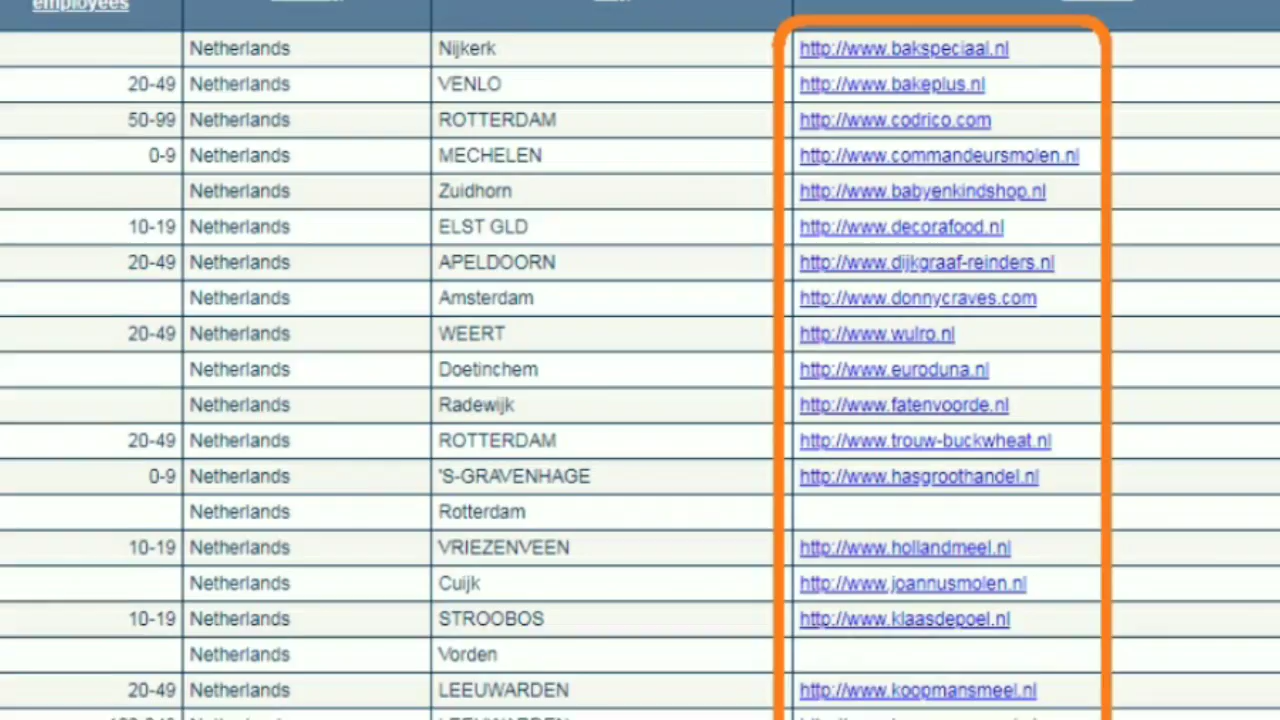 employees
Netherlands Nijkerk http://www.bakspeciaal.nl
20-49 Netherlands VENLO http://www.bakeplus.nl
50-99 Netherlands ROTTERDAM http://www.codrico.com
0-9 Netherlands MECHELEN http://www.commandeursmolen.nl
Netherlands Zuidhorn http://www.babyenkindshop.nl
10-19 Netherlands ELST GLD http://www.decorafood.nl
20-49 Netherlands APELDOORN http://www.dijkgraaf-reinders.nl
Netherlands Amsterdam http://www.donnycraves.com
20-49 Netherlands WEERT http://www.wulro.nl
Netherlands Doetinchem http://www.euroduna.nl
Netherlands Radewijk http://www.fatenvoorde.nl
20-49 Netherlands ROTTERDAM http://www.trouw-buckwheat.nl
0-9 Netherlands 'S-GRAVENHAGE http://www.hasgroothandel.nl
Netherlands Rotterdam
10-19 Netherlands VRIEZENVEEN http://www.hollandmeel.nl
Netherlands Cuijk http://www.joannusmolen.nl
10-19 Netherlands STROOBOS http://www.klaasdepoel.nl
Netherlands Vorden
20-49 Netherlands LEEUWARDEN http://www.koopmansmeel.nl